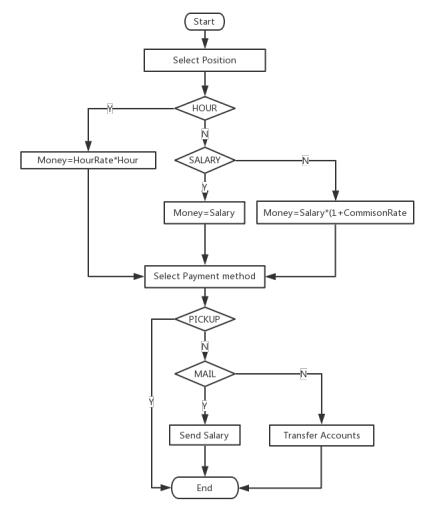 Start
Select Position
HOUR
Y
N
Money=HourRate*Hour
SALARY
N
Y
Money=Salary
Money=Salary*(1+CommisonRate
Select Payment method
PICKUP
N
MAIL
N
Y
Y
Send Salary
Transfer Accounts
End